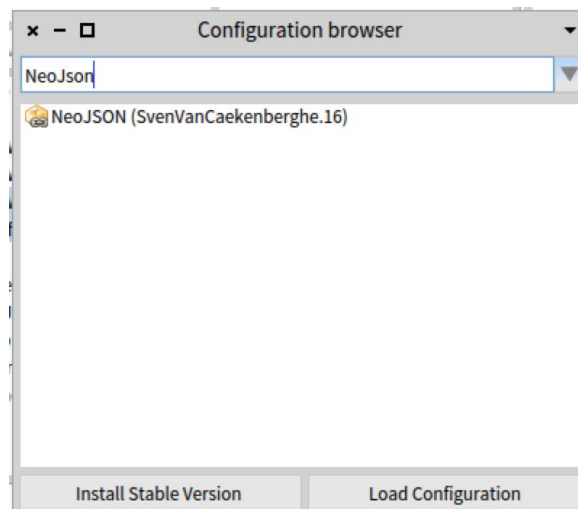 Configuration browser
NeoJson
NeoJSON (SvenVanCaekenberghe.16)
Install Stable Version
Load Configuration